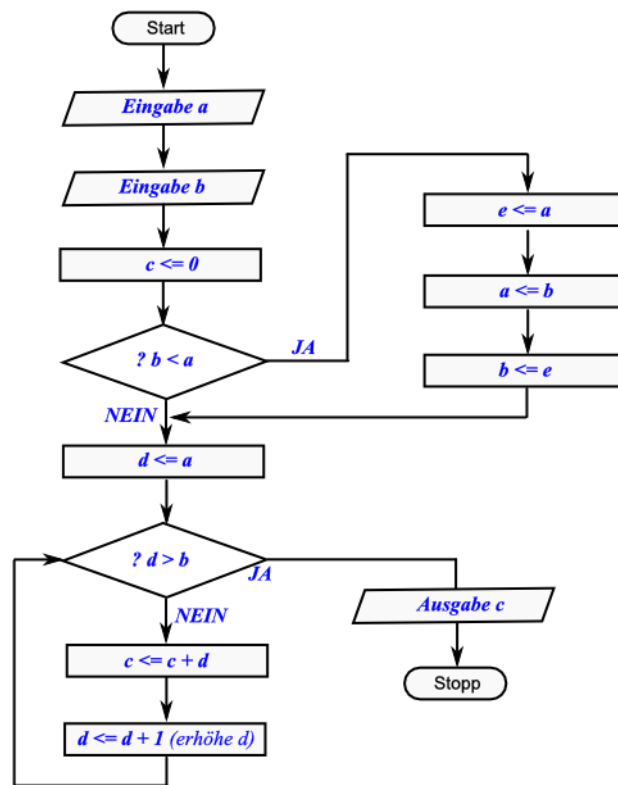 Start
Eingabe a
Eingabe b
c <= 0
? b < a
JA
e <= a
a <= b
b <= e
NEIN
d <= a
? d > b
JA
Ausgabe c
Stopp
NEIN
c <= c + d
d <= d + 1 (erhöhe d)